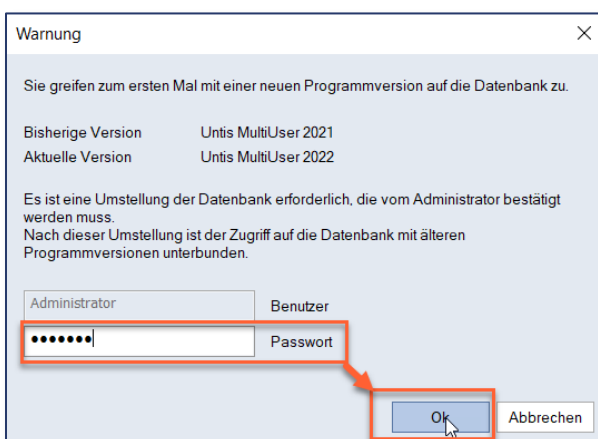 Warnung
Sie greifen zum ersten Mal mit einer neuen Programmversion auf die Datenbank zu.
Bisherige Version Untis MultiUser 2021
Aktuelle Version Untis MultiUser 2022
Es ist eine Umstellung der Datenbank erforderlich, die vom Administrator bestätigt
werden muss.
Nach dieser Umstellung ist der Zugriff auf die Datenbank mit älteren
Programmversionen unterbunden.
Administrator Benutzer
●●●●●●● Passwort
Ok Abbrechen